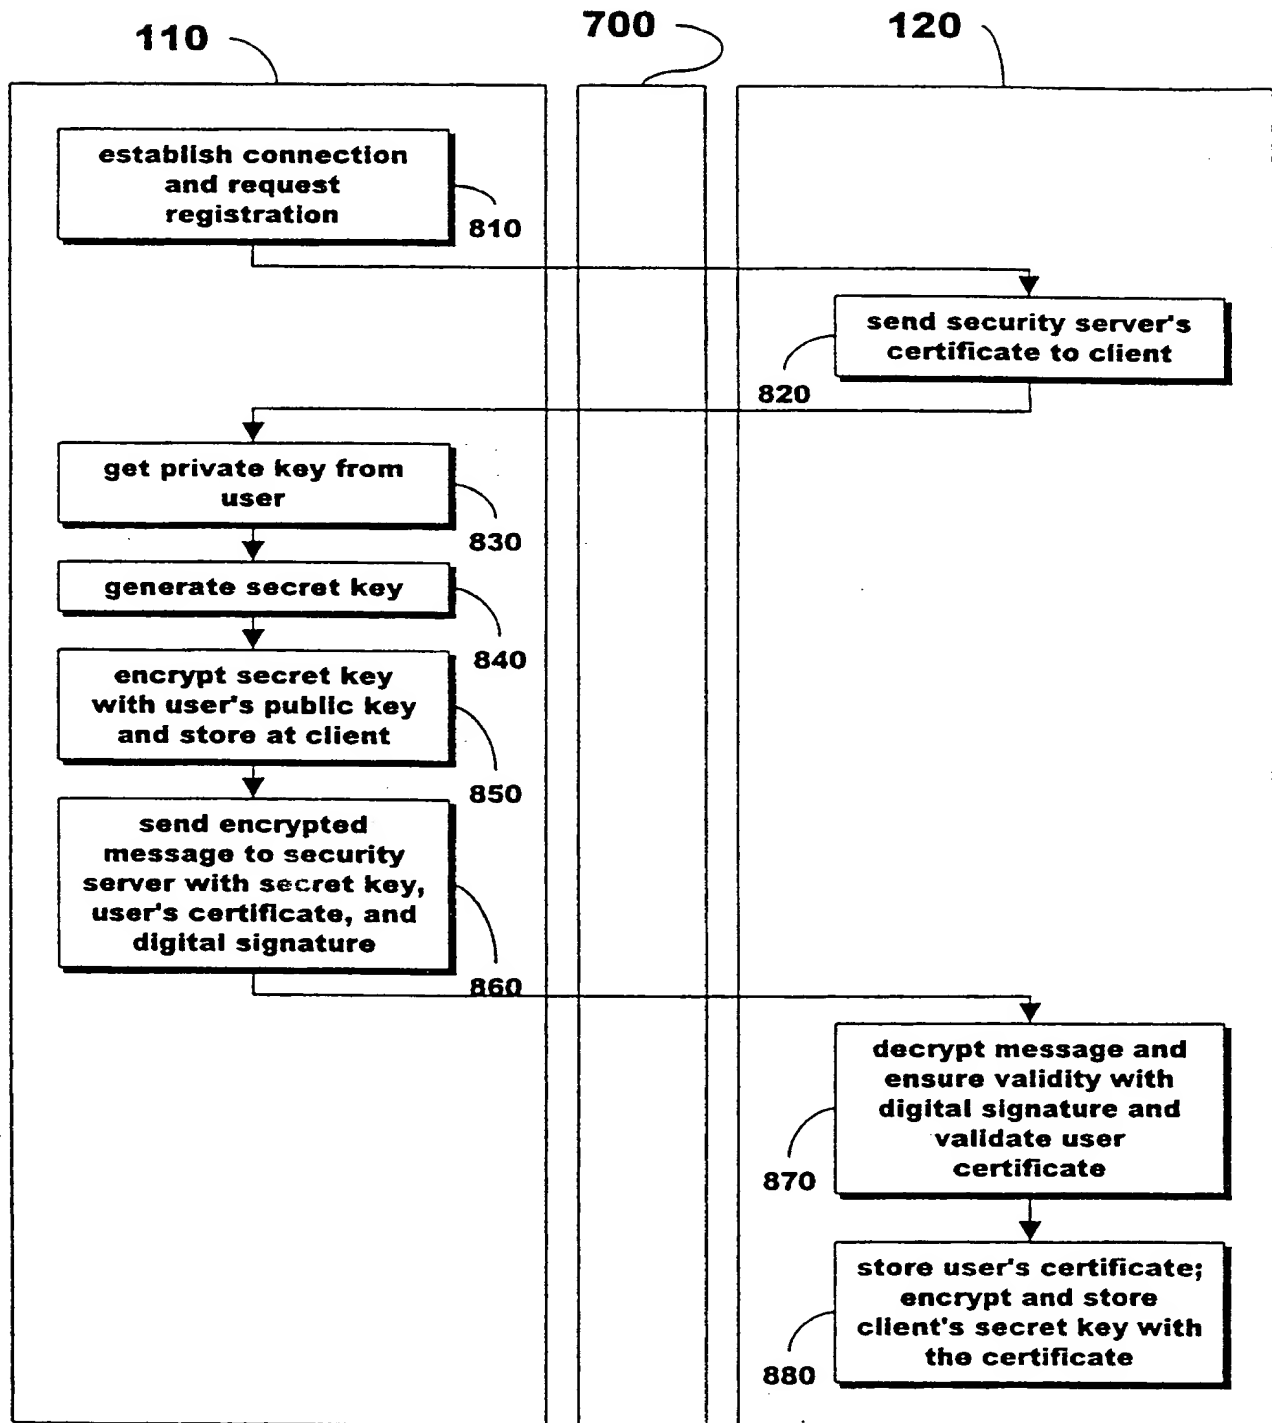 110
700
120
establish connection
and request
registration
810
send security server's
certificate to client
820
get private key from
user
830
generate secret key
840
encrypt secret key
with user's public key
and store at client
850
send encrypted
message to security
server with secret key,
user's certificate, and
digital signature
860
decrypt message and
ensure validity with
digital signature and
validate user
certificate
870
store user's certificate;
encrypt and store
client's secret key with
the certificate
880